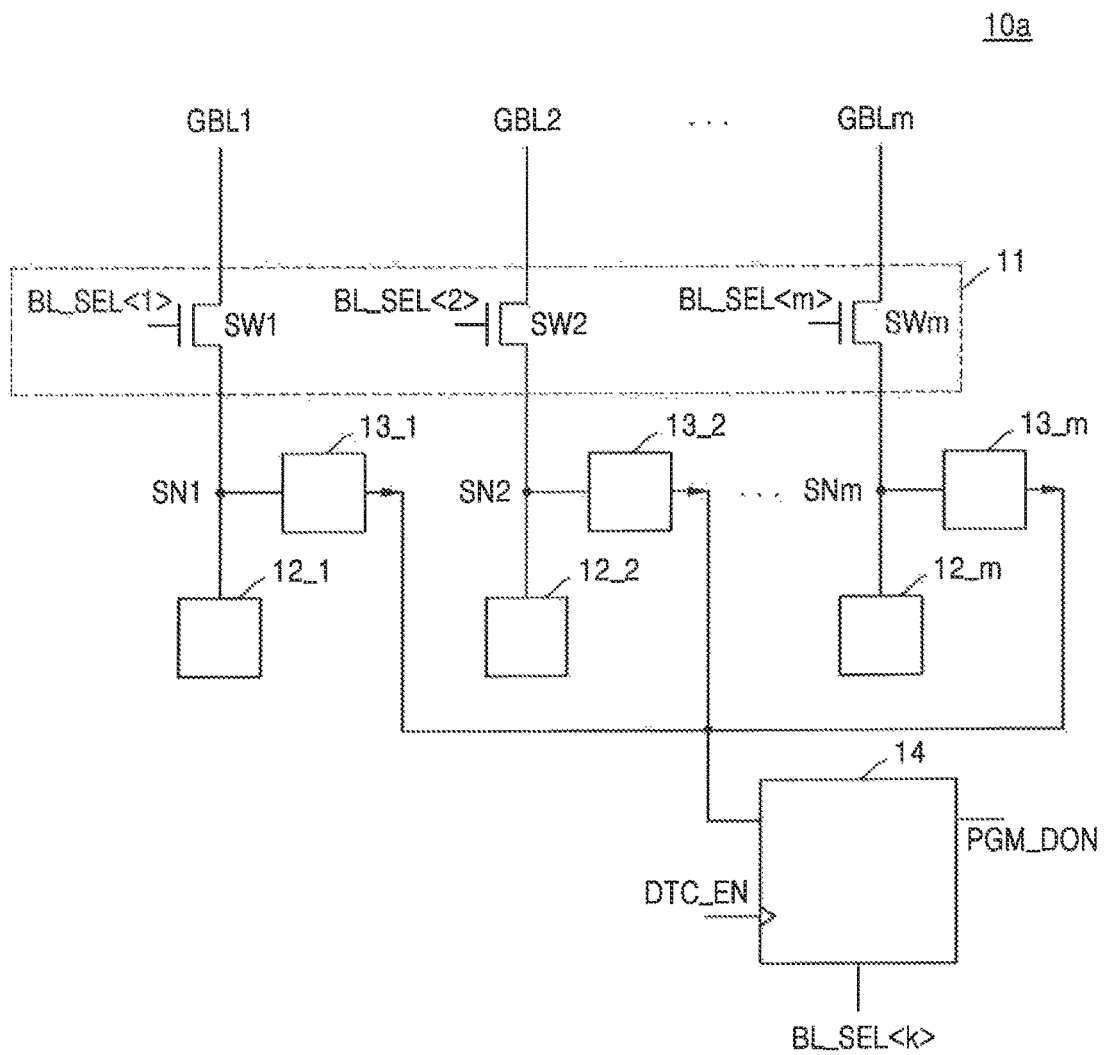 10a
GBL1 GBL2 ... GBLm
11
BL_SEL<1> SW1 BL_SEL<2> SW2 BL_SEL<m> SWm
13_1 13_2 13_m
SN1 SN2 ... SNm
12_1 12_2 12_m
14
PGM_DON
DTC_EN
BL_SEL<k>